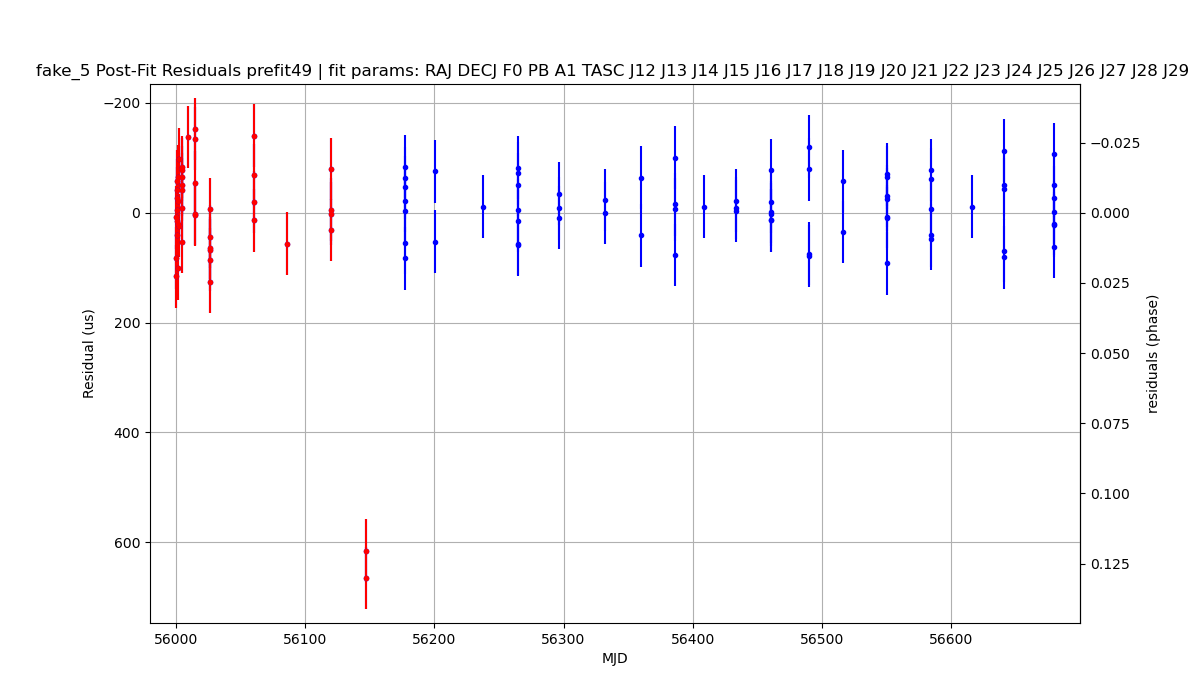 fake_5 Post-Fit Residuals prefit49 | fit params: RAJ DECJ F0 PB A1 TASC J12 J13 J14 J15 J16 J17 J18 J19 J20 J21 J22 J23 J24 J25 J26 J27 J28 J29
−200
0
200
400
600
Residual (us)
−0.025
0.000
0.025
0.050
0.075
0.100
0.125
residuals (phase)
56000 56100 56200 56300 56400 56500 56600
MJD